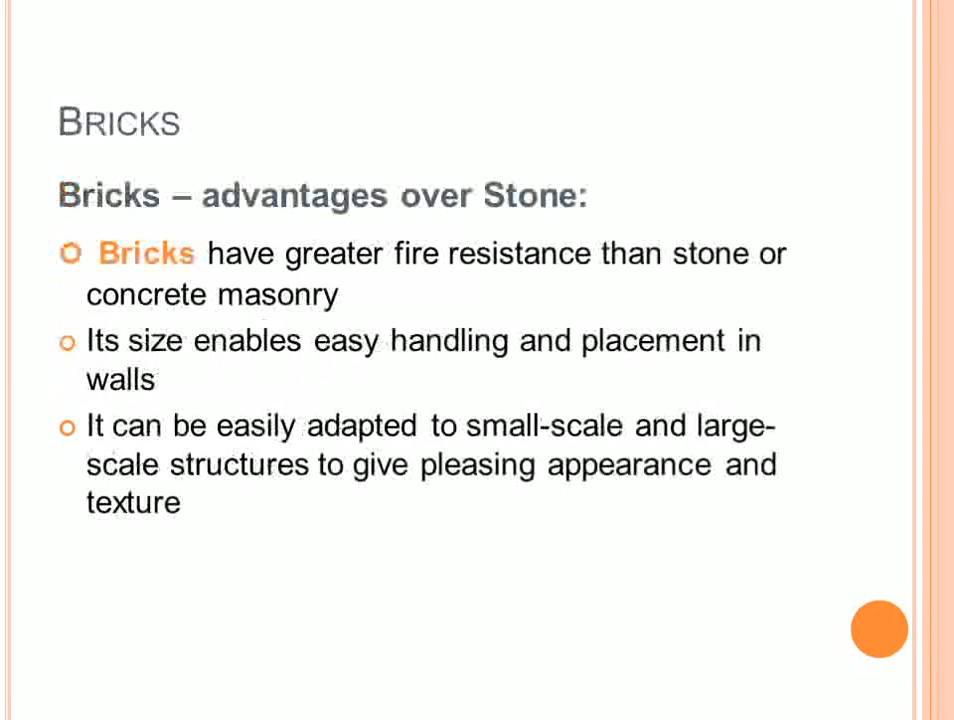 BRICKS
Bricks – advantages over Stone:
Bricks have greater fire resistance than stone or
concrete masonry
Its size enables easy handling and placement in
walls
It can be easily adapted to small-scale and large-
scale structures to give pleasing appearance and
texture